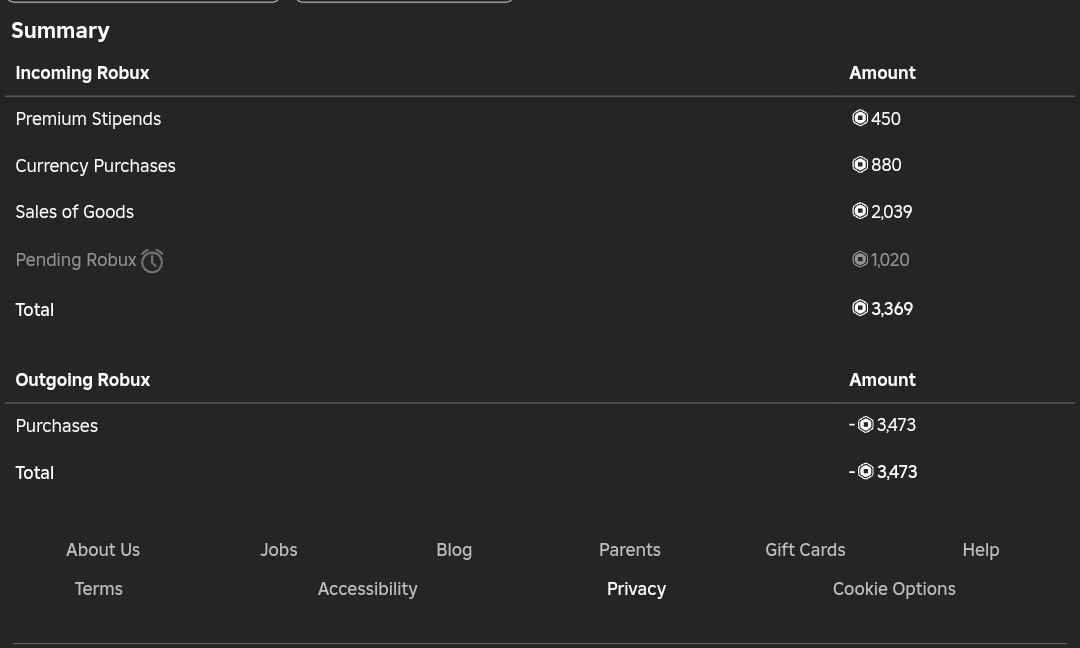 Summary
Incoming Robux Amount
Premium Stipends 450
Currency Purchases 880
Sales of Goods 2,039
Pending Robux 1,020
Total 3,369
Outgoing Robux Amount
Purchases -3,473
Total -3,473
About Us Jobs Blog Parents Gift Cards Help
Terms Accessibility Privacy Cookie Options